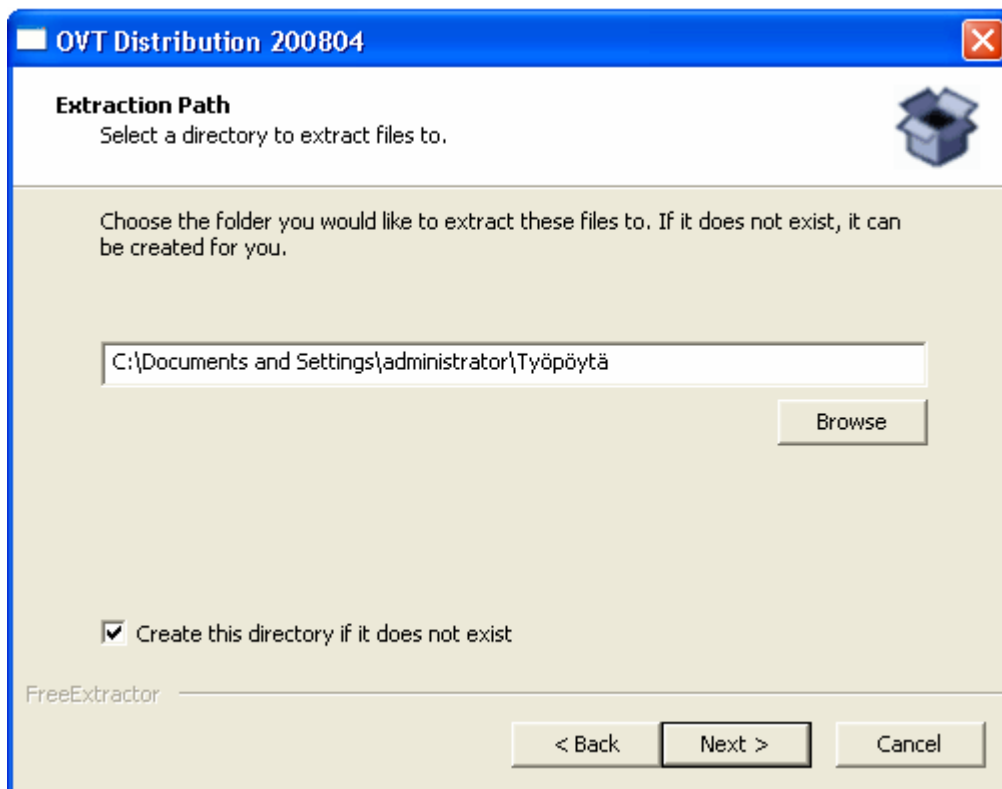 OVT Distribution 200804
Extraction Path
Select a directory to extract files to.
Choose the folder you would like to extract these files to. If it does not exist, it can
be created for you.
C:\Documents and Settings\administrator\Työpöytä
Browse
Create this directory if it does not exist
FreeExtractor
< Back
Next >
Cancel